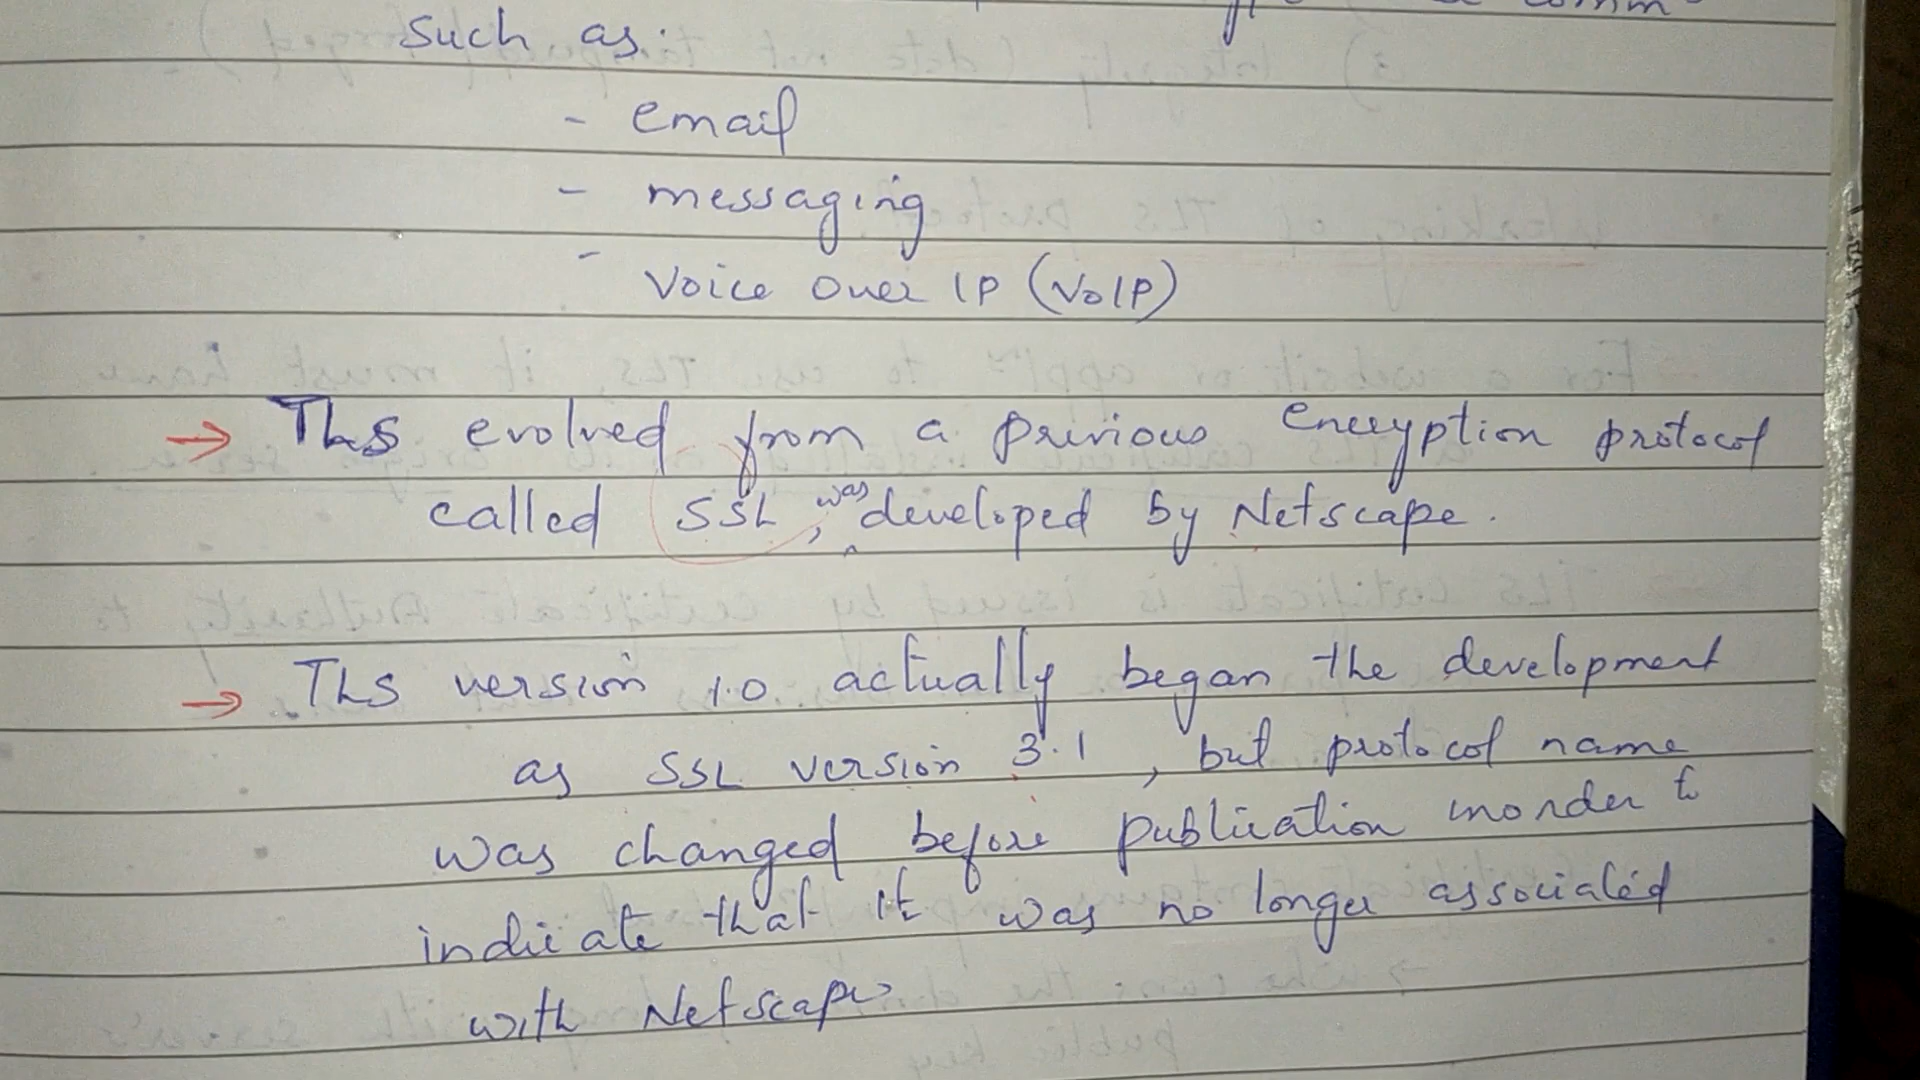 such as:
- email
- messaging
- Voice Over IP (VoIP)
→ TLS evolved from a previous encryption protocol
called SSL, was developed by Netscape.
→ TLS version 1.0 actually began the development
as SSL version 3.1, but protocol name
was changed before publication inorder to
indicate that it was no longer associated
with Netscape